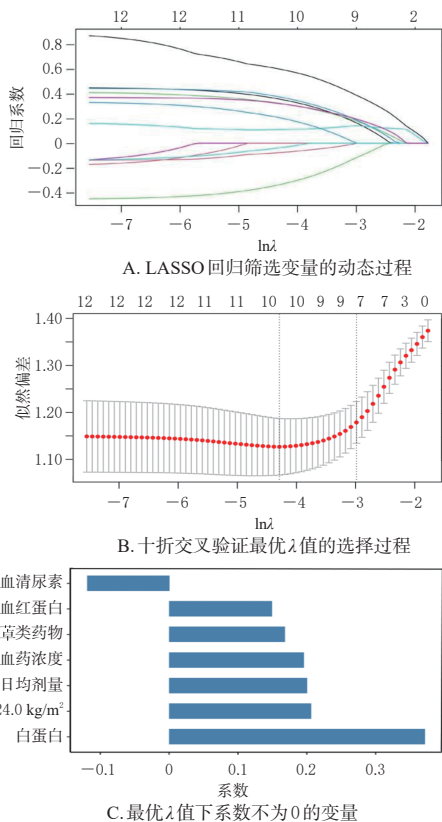 12 12 11 10 9 2
0.8
0.6
0.4
0.2
0
−0.2
−0.4
回归系数
−7 −6 −5 −4 −3 −2
lnλ
A. LASSO回归筛选变量的动态过程
12 12 12 12 11 11 10 10 9 9 7 7 3 0
1.40
1.30
1.20
1.10
似然偏差
−7 −6 −5 −4 −3 −2
lnλ
B. 十折交叉验证最优λ值的选择过程
血清尿素
血红蛋白
类药物
血药浓度
日均剂量
24.0 kg/m²
白蛋白
−0.1 0 0.1 0.2 0.3
系数
C. 最优λ值下系数不为0的变量